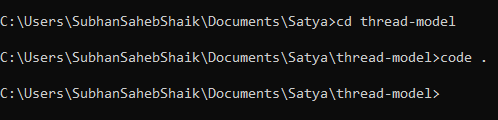 C:\Users\SubhanSahebShaik\Documents\Satya>cd thread-model
C:\Users\SubhanSahebShaik\Documents\Satya\thread-model>code .
C:\Users\SubhanSahebShaik\Documents\Satya\thread-model>